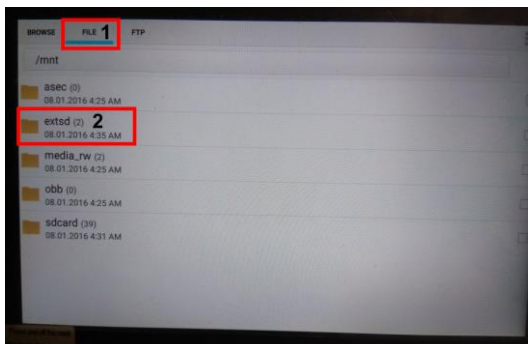 BROWSE FILE 1 FTP
/mnt
asec (0)
08.01.2016 4:25 AM
extsd (2) 2
08.01.2016 4:35 AM
media_rw (2)
08.01.2016 4:25 AM
obb (0)
08.01.2016 4:25 AM
sdcard (39)
08.01.2016 4:31 AM